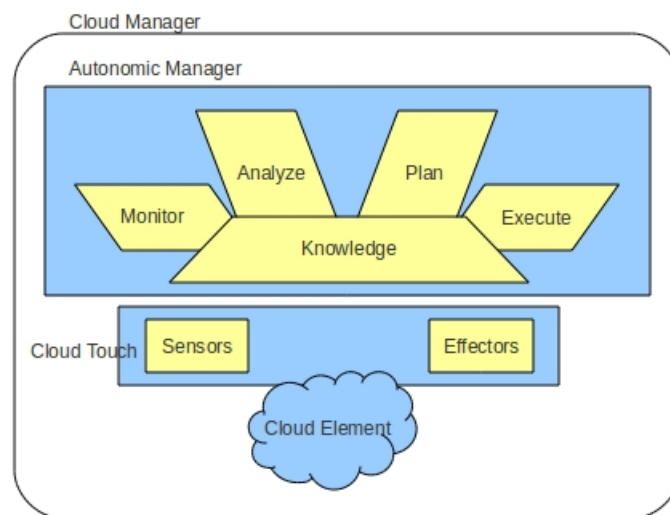 Cloud Manager
Autonomic Manager
Analyze
Plan
Monitor
Execute
Knowledge
Cloud Touch
Sensors
Effectors
Cloud Element